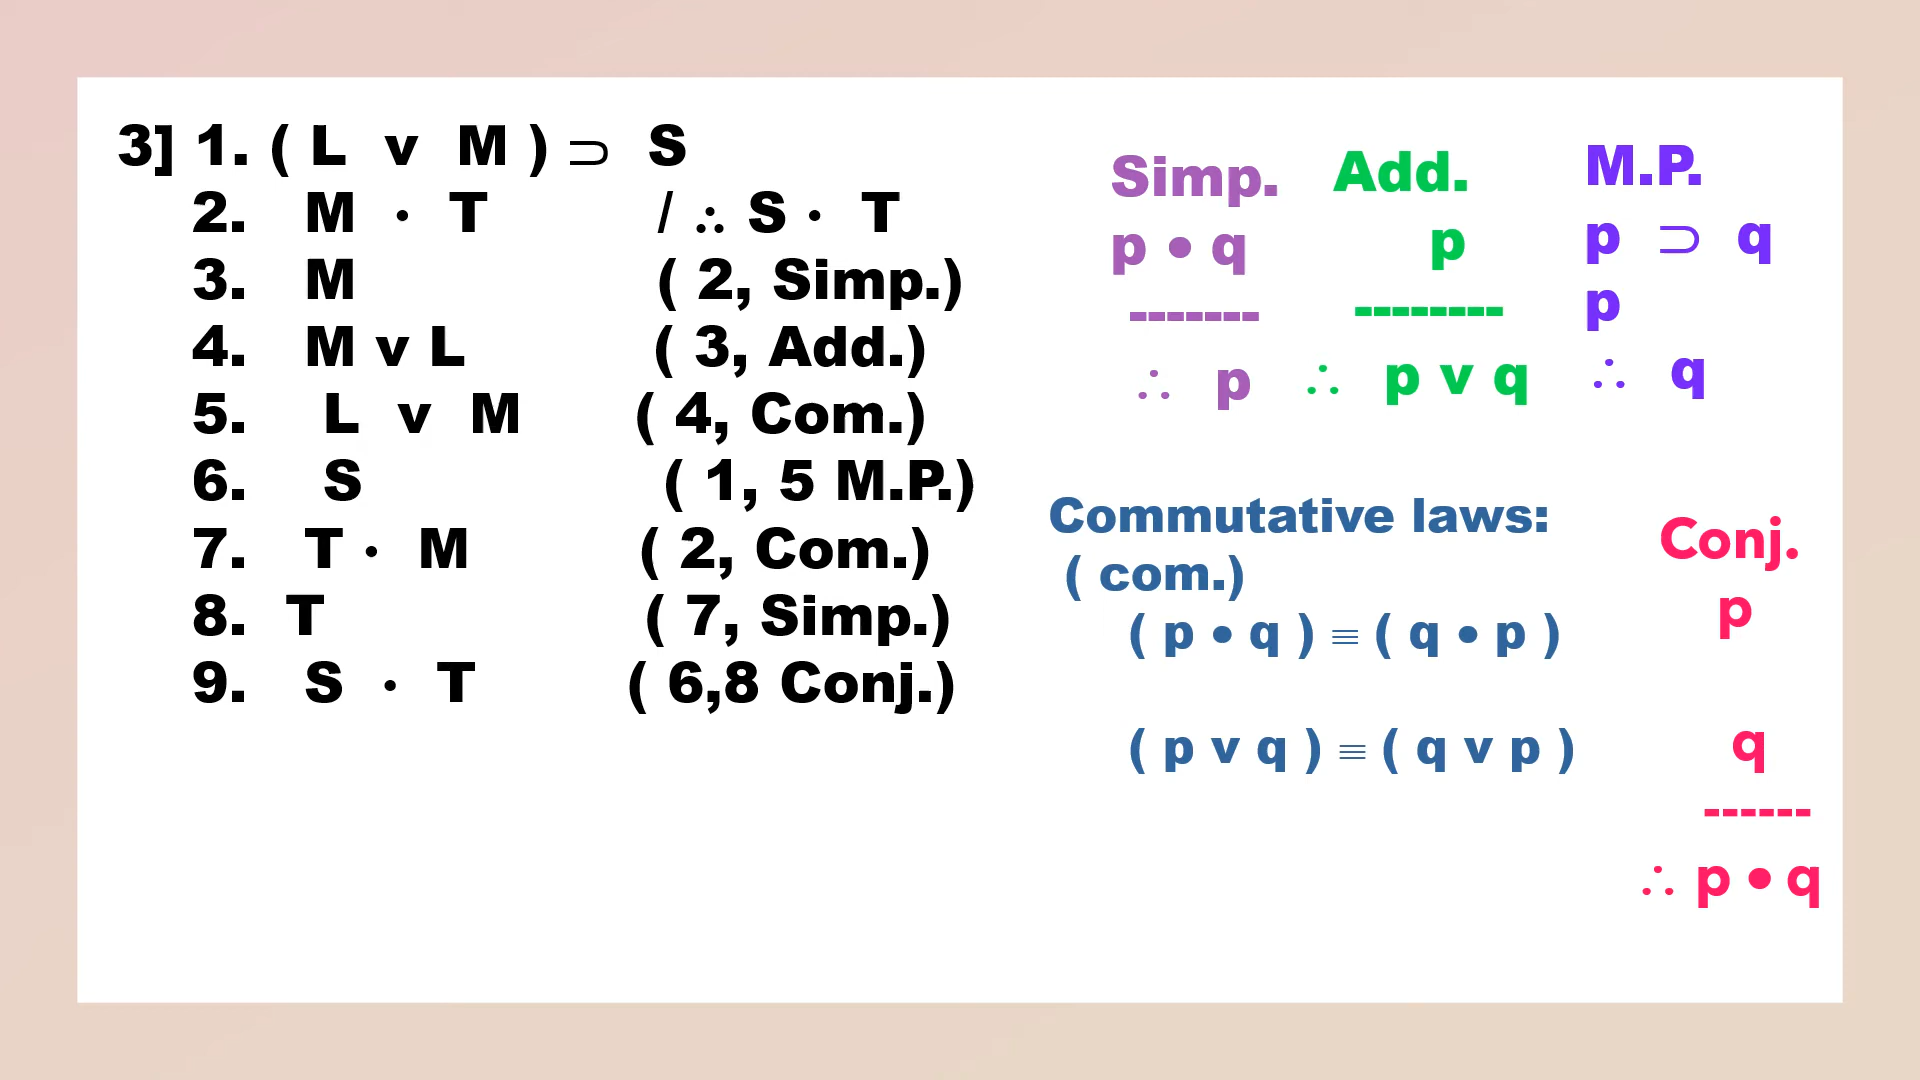 3] 1. ( L v M ) ⊃ S
2. M · T / ∴ S · T
3. M ( 2, Simp.)
4. M v L ( 3, Add.)
5. L v M ( 4, Com.)
6. S ( 1, 5 M.P.)
7. T · M ( 2, Com.)
8. T ( 7, Simp.)
9. S · T ( 6,8 Conj.)
Simp.
p • q
-------
∴ p
Add.
p
--------
∴ p v q
M.P.
p ⊃ q
p
∴ q
Commutative laws:
( com.)
( p • q ) ≡ ( q • p )
( p v q ) ≡ ( q v p )
Conj.
p
q
------
∴ p • q